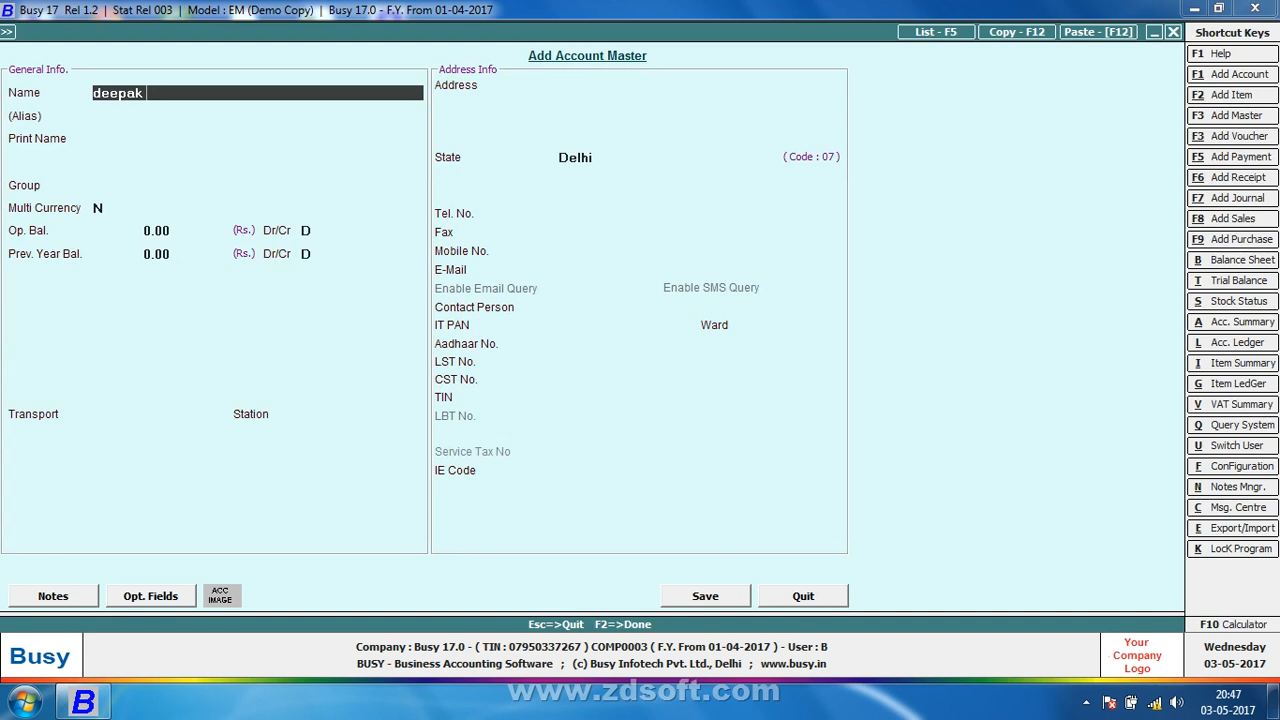 B Busy 17 Rel 1.2 | Stat Rel 003 | Model : EM (Demo Copy) | Busy 17.0 - F.Y. From 01-04-2017
>> List - F5 Copy - F12 Paste - [F12]
Add Account Master
General Info.
Name deepak
(Alias)
Print Name
Group
Multi Currency N
Op. Bal. 0.00 (Rs.) Dr/Cr D
Prev. Year Bal. 0.00 (Rs.) Dr/Cr D
Transport Station
Address Info
Address
State Delhi ( Code : 07 )
Tel. No.
Fax
Mobile No.
E-Mail
Enable Email Query Enable SMS Query
Contact Person
IT PAN Ward
Aadhaar No.
LST No.
CST No.
TIN
LBT No.
Service Tax No
IE Code
Notes Opt. Fields ACC IMAGE Save Quit
Esc=>Quit F2=>Done
Shortcut Keys
F1 Help
F1 Add Account
F2 Add Item
F3 Add Master
F3 Add Voucher
F5 Add Payment
F6 Add Receipt
F7 Add Journal
F8 Add Sales
F9 Add Purchase
B Balance Sheet
T Trial Balance
S Stock Status
A Acc. Summary
L Acc. Ledger
I Item Summary
G Item LedGer
V VAT Summary
Q Query System
U Switch User
F ConFiguration
N Notes Mngr.
C Msg. Centre
E Export/Import
K LocK Program
F10 Calculator
Busy
Company : Busy 17.0 - ( TIN : 07950337267 ) COMP0003 ( F.Y. From 01-04-2017 ) - User : B
BUSY - Business Accounting Software ; (c) Busy Infotech Pvt. Ltd., Delhi ; www.busy.in
Your
Company
Logo
Wednesday
03-05-2017
B
www.zdsoft.com
20:47
03-05-2017